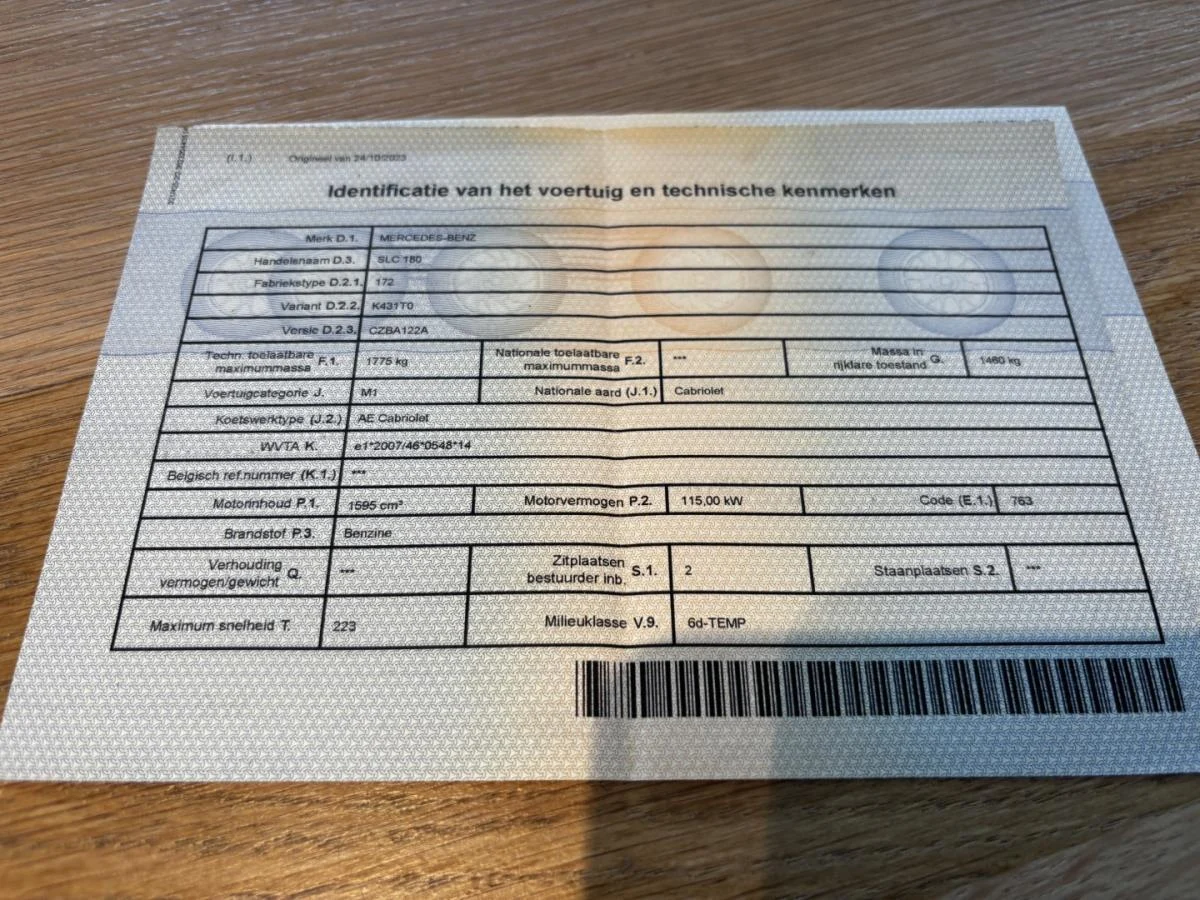 (I.1.) Origineel van 24/10/2023
Identificatie van het voertuig en technische kenmerken
Merk D.1. MERCEDES-BENZ
Handelsnaam D.3. SLC 180
Fabriekstype D.2.1. 172
Variant D.2.2. K431T0
Versie D.2.3. CZBA122A
Techn. toelaatbare maximummassa F.1. 1775 kg Nationale toelaatbare maximummassa F.2. *** Massa in rijklare toestand G. 1460 kg
Voertuigcategorie J. M1 Nationale aard (J.1.) Cabriolet
Koetswerktype (J.2.) AE Cabriolet
WVTA K. e1*2007/46*0548*14
Belgisch ref.nummer (K.1.) ***
Motorinhoud P.1. 1595 cm³ Motorvermogen P.2. 115,00 kW Code (E.1.) 763
Brandstof P.3. Benzine
Verhouding vermogen/gewicht Q. *** Zitplaatsen bestuurder inb. S.1. 2 Staanplaatsen S.2. ***
Maximum snelheid T. 223 Milieuklasse V.9. 6d-TEMP